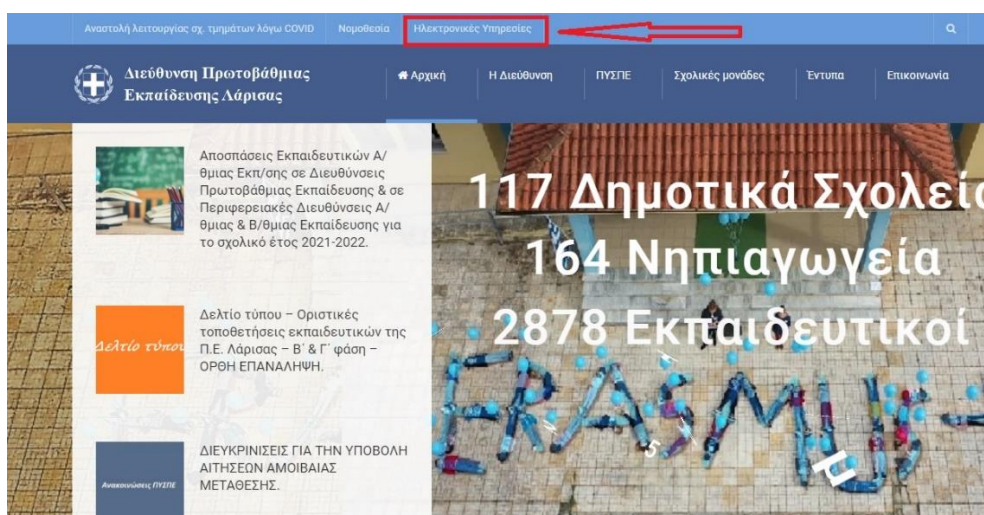 Αναστολή λειτουργίας σχ. τμημάτων λόγω COVID Νομοθεσία Ηλεκτρονικές Υπηρεσίες
Διεύθυνση Πρωτοβάθμιας
Εκπαίδευσης Λάρισας
Αρχική Η Διεύθυνση ΠΥΣΠΕ Σχολικές μονάδες Έντυπα Επικοινωνία
Αποσπάσεις Εκπαιδευτικών Α/
θμιας Εκπ/σης σε Διευθύνσεις
Πρωτοβάθμιας Εκπαίδευσης & σε
Περιφερειακές Διευθύνσεις Α/
θμιας & Β/θμιας Εκπαίδευσης για
το σχολικό έτος 2021-2022.
Δελτίο τύπου
Δελτίο τύπου – Οριστικές
τοποθετήσεις εκπαιδευτικών της
Π.Ε. Λάρισας – Β΄ & Γ΄ φάση –
ΟΡΘΗ ΕΠΑΝΑΛΗΨΗ.
Ανακοινώσεις ΠΥΣΠΕ
ΔΙΕΥΚΡΙΝΙΣΕΙΣ ΓΙΑ ΤΗΝ ΥΠΟΒΟΛΗ
ΑΙΤΗΣΕΩΝ ΑΜΟΙΒΑΙΑΣ
ΜΕΤΑΘΕΣΗΣ.
117 Δημοτικά Σχολεία
164 Νηπιαγωγεία
2878 Εκπαιδευτικοί
ERASMUS
5
μ